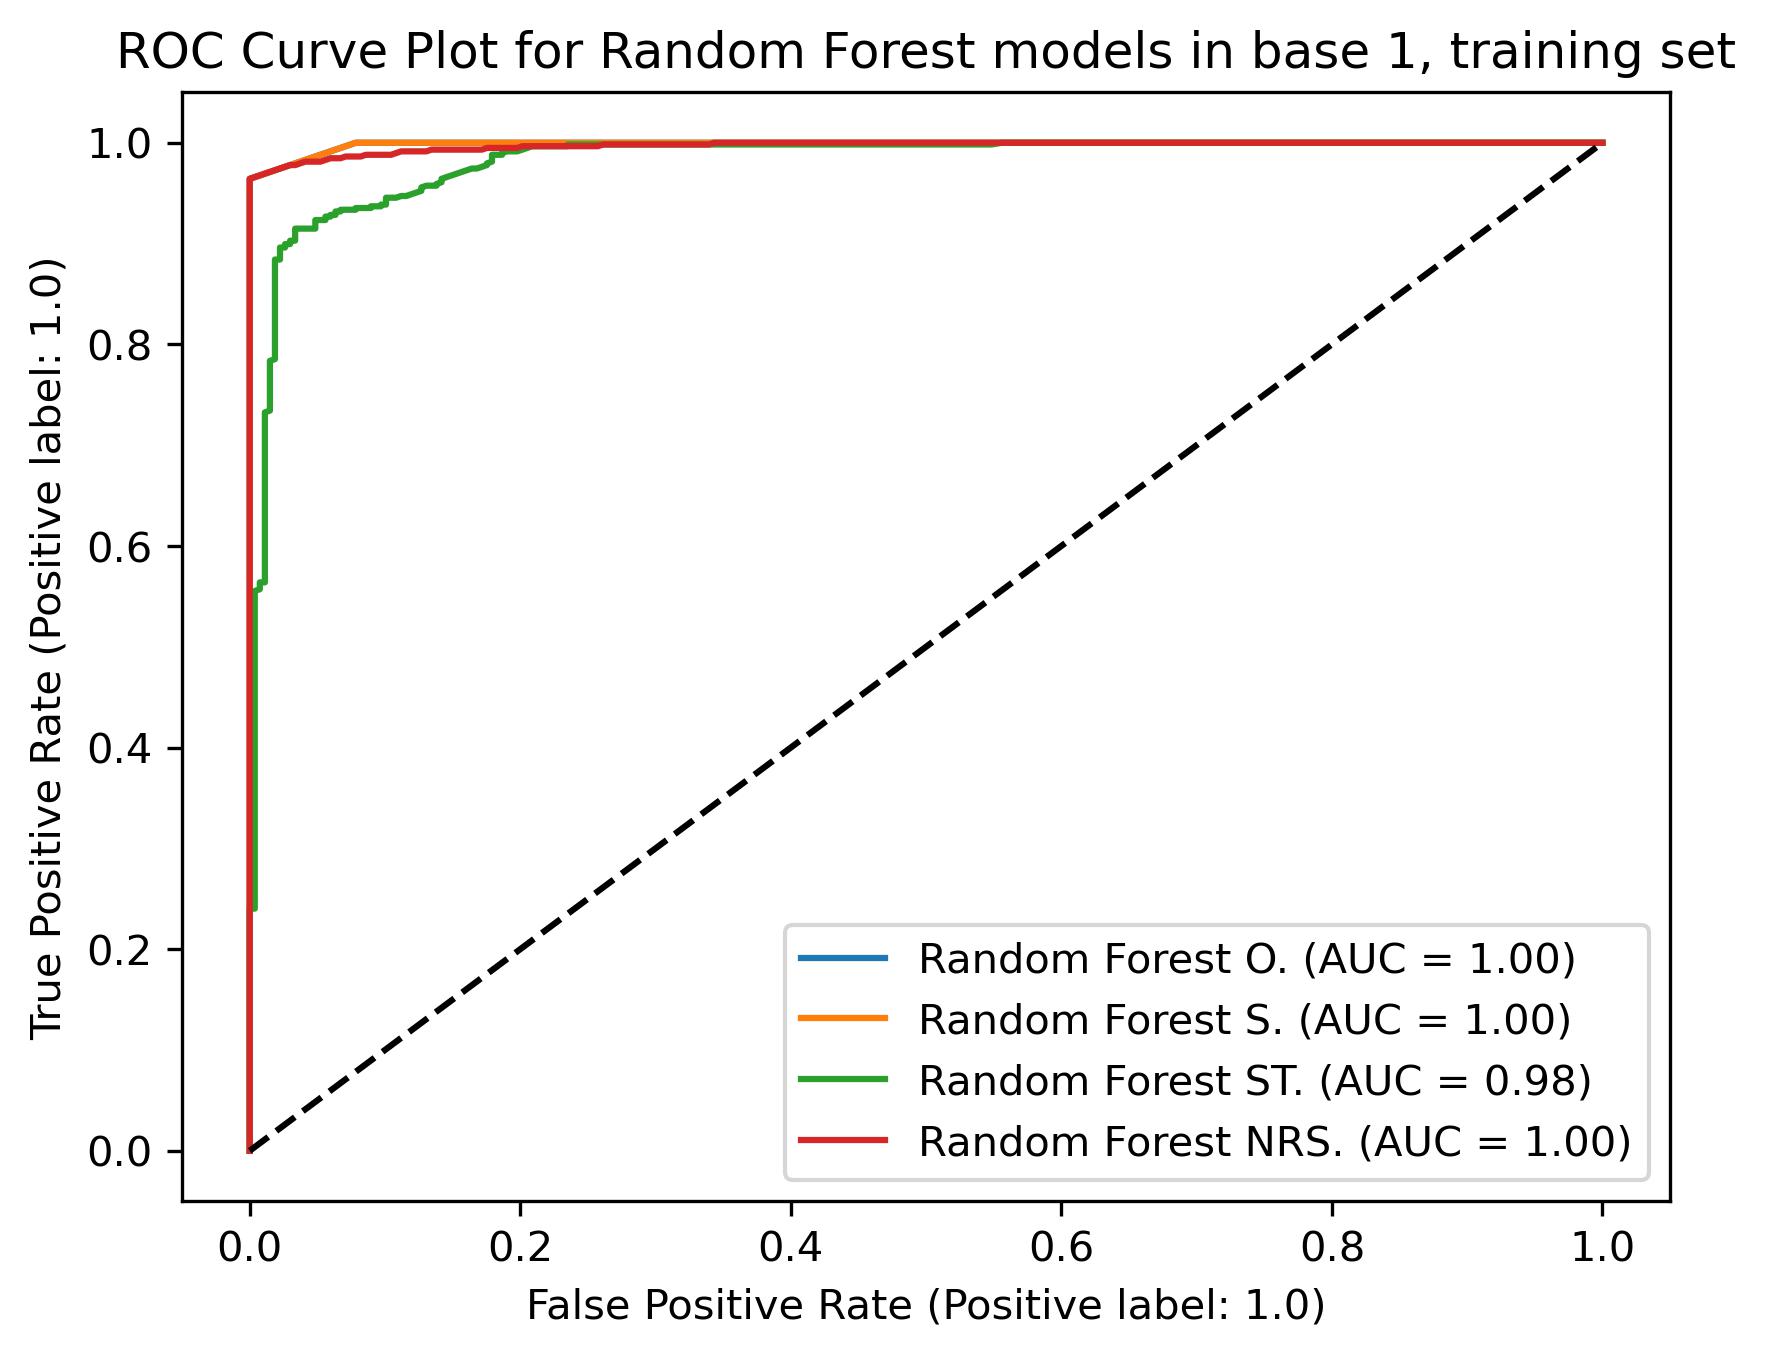 ROC Curve Plot for Random Forest models in base 1, training set
True Positive Rate (Positive label: 1.0)
1.0
0.8
0.6
0.4
0.2
0.0
Random Forest O. (AUC = 1.00)
Random Forest S. (AUC = 1.00)
Random Forest ST. (AUC = 0.98)
Random Forest NRS. (AUC = 1.00)
0.0 0.2 0.4 0.6 0.8 1.0
False Positive Rate (Positive label: 1.0)